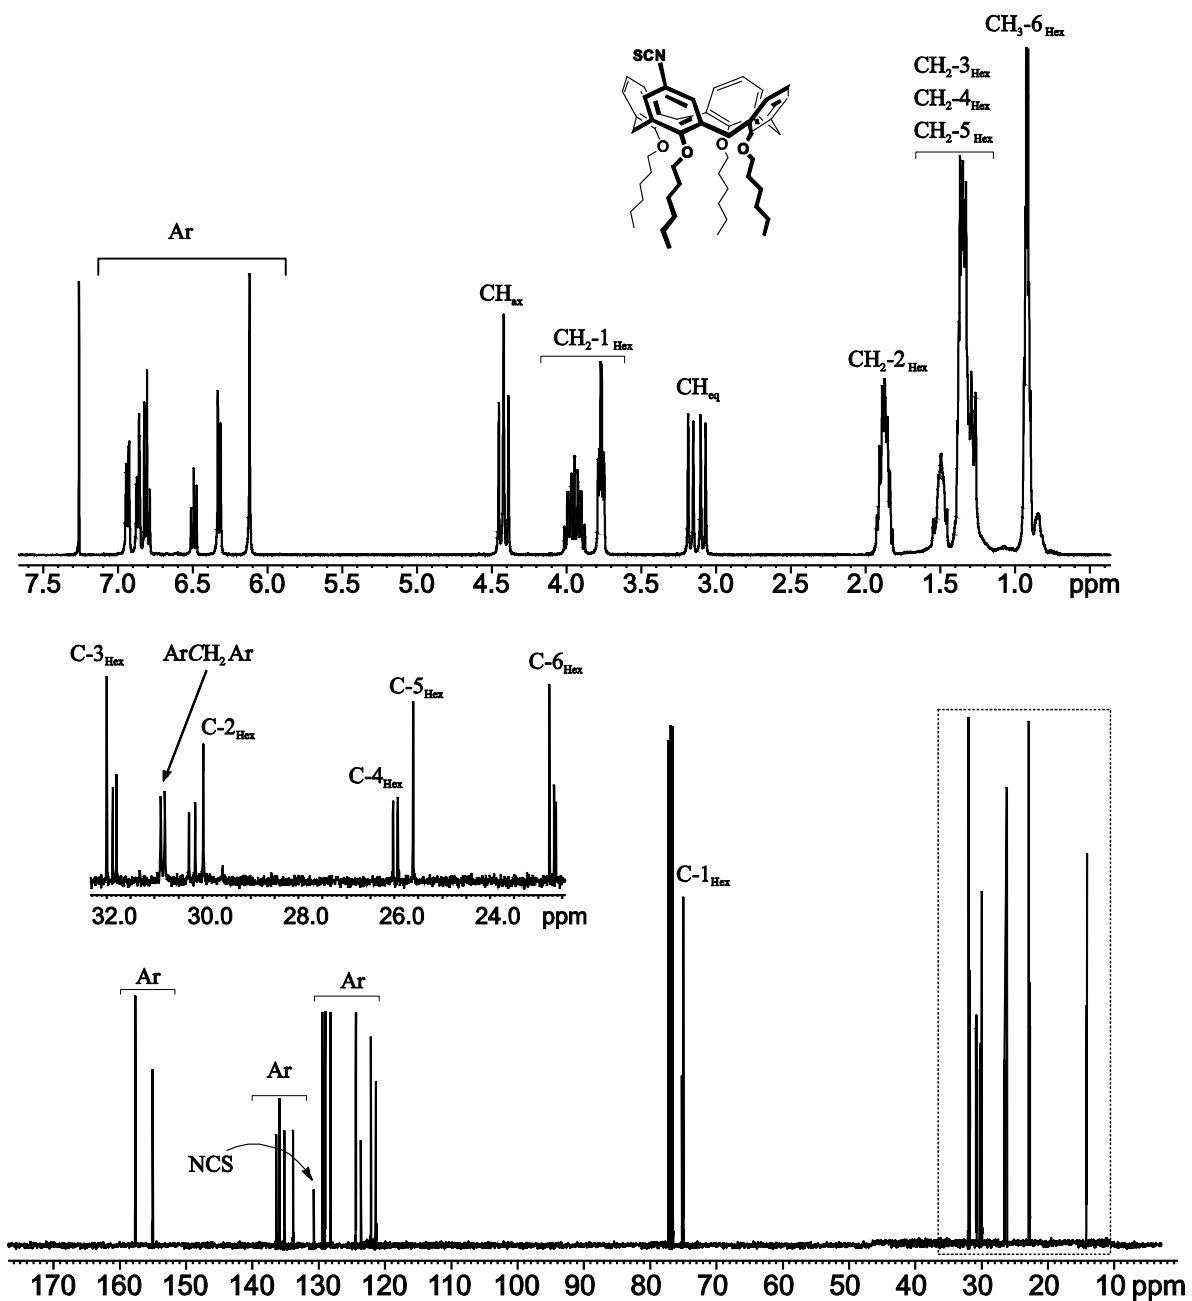 CH3-6Hex
SCN
CH2-3Hex
CH2-4Hex
CH2-5Hex
O O O O
Ar
CHax
CH2-1Hex
CHeq
CH2-2Hex
7.5 7.0 6.5 6.0 5.5 5.0 4.5 4.0 3.5 3.0 2.5 2.0 1.5 1.0 ppm
C-3Hex ArCH2Ar C-6Hex
C-5Hex
C-2Hex
C-4Hex
32.0 30.0 28.0 26.0 24.0 ppm
C-1Hex
Ar Ar
Ar
NCS
170 160 150 140 130 120 110 100 90 80 70 60 50 40 30 20 10 ppm